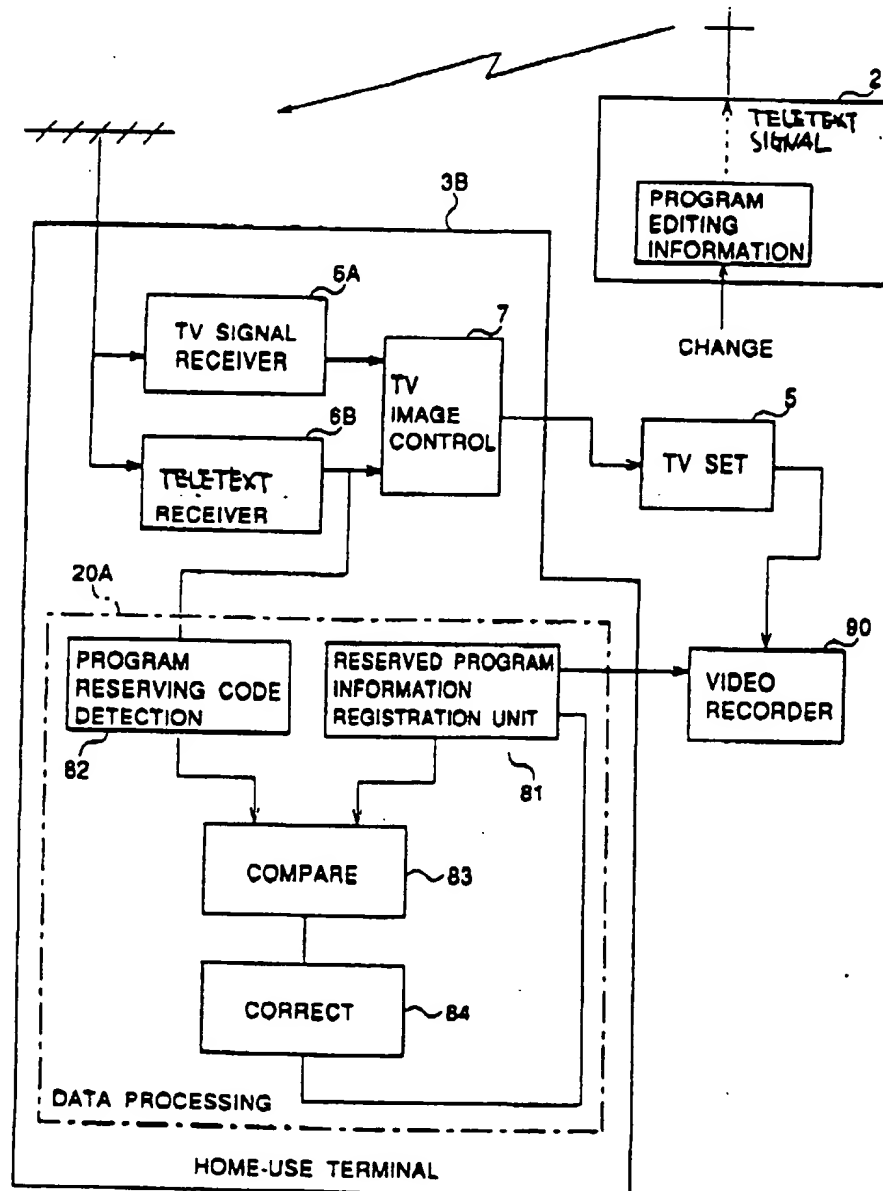 2
TELETEXT
SIGNAL
PROGRAM
EDITING
INFORMATION
CHANGE
3B
6A
TV SIGNAL
RECEIVER
7
TV
IMAGE
CONTROL
6B
TELETEXT
RECEIVER
5
TV SET
20A
PROGRAM
RESERVING CODE
DETECTION
82
RESERVED PROGRAM
INFORMATION
REGISTRATION UNIT
81
90
VIDEO
RECORDER
COMPARE
83
CORRECT
84
DATA PROCESSING
HOME-USE TERMINAL